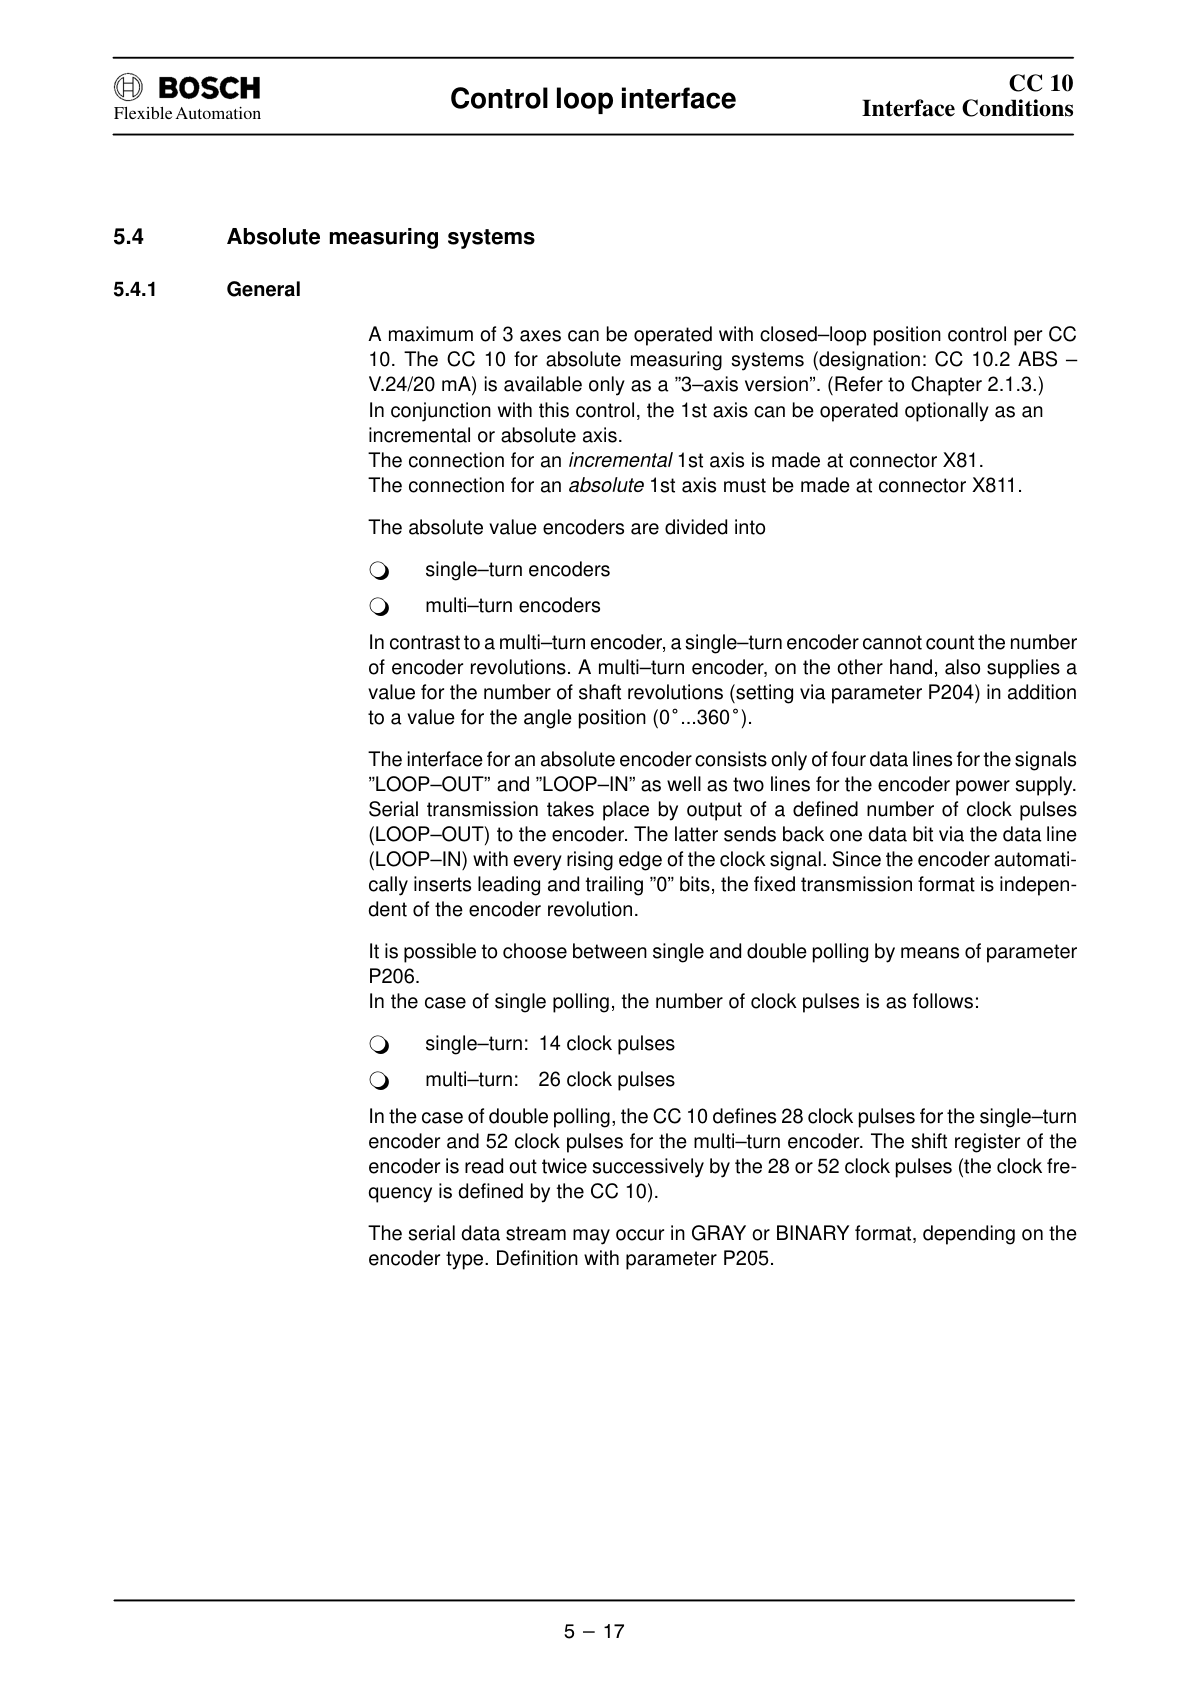 BOSCH
Flexible Automation
Control loop interface
CC 10
Interface Conditions
5.4 Absolute measuring systems
5.4.1 General
A maximum of 3 axes can be operated with closed–loop position control per CC
10. The CC 10 for absolute measuring systems (designation: CC 10.2 ABS –
V.24/20 mA) is available only as a ”3–axis version”. (Refer to Chapter 2.1.3.)
In conjunction with this control, the 1st axis can be operated optionally as an
incremental or absolute axis.
The connection for an incremental 1st axis is made at connector X81.
The connection for an absolute 1st axis must be made at connector X811.
The absolute value encoders are divided into
❍ single–turn encoders
❍ multi–turn encoders
In contrast to a multi–turn encoder, a single–turn encoder cannot count the number
of encoder revolutions. A multi–turn encoder, on the other hand, also supplies a
value for the number of shaft revolutions (setting via parameter P204) in addition
to a value for the angle position (0˚...360˚).
The interface for an absolute encoder consists only of four data lines for the signals
”LOOP–OUT” and ”LOOP–IN” as well as two lines for the encoder power supply.
Serial transmission takes place by output of a defined number of clock pulses
(LOOP–OUT) to the encoder. The latter sends back one data bit via the data line
(LOOP–IN) with every rising edge of the clock signal. Since the encoder automati-
cally inserts leading and trailing ”0” bits, the fixed transmission format is indepen-
dent of the encoder revolution.
It is possible to choose between single and double polling by means of parameter
P206.
In the case of single polling, the number of clock pulses is as follows:
❍ single–turn: 14 clock pulses
❍ multi–turn: 26 clock pulses
In the case of double polling, the CC 10 defines 28 clock pulses for the single–turn
encoder and 52 clock pulses for the multi–turn encoder. The shift register of the
encoder is read out twice successively by the 28 or 52 clock pulses (the clock fre-
quency is defined by the CC 10).
The serial data stream may occur in GRAY or BINARY format, depending on the
encoder type. Definition with parameter P205.
5 – 17